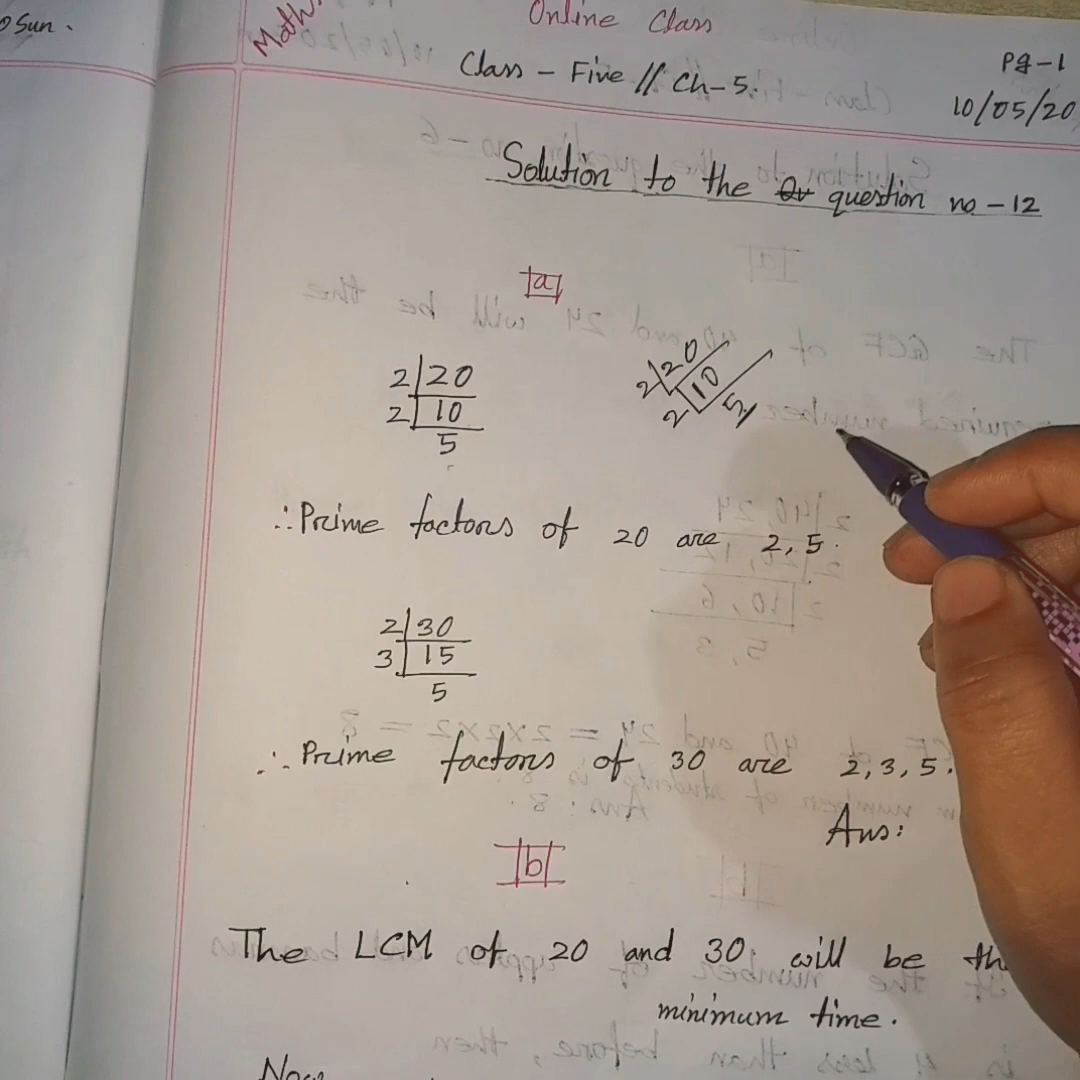 Sun.
Maths
Online Class
Class - Five // Ch-5.
Pg-1
10/05/20
Solution to the Qu question no - 12
a
2 20
2 10
5
2 20
2 10
5
∴ Prime factors of 20 are 2, 5.
2 30
3 15
5
∴ Prime factors of 30 are 2, 3, 5.
Ans:
b
The LCM of 20 and 30 will be
minimum time.
Now